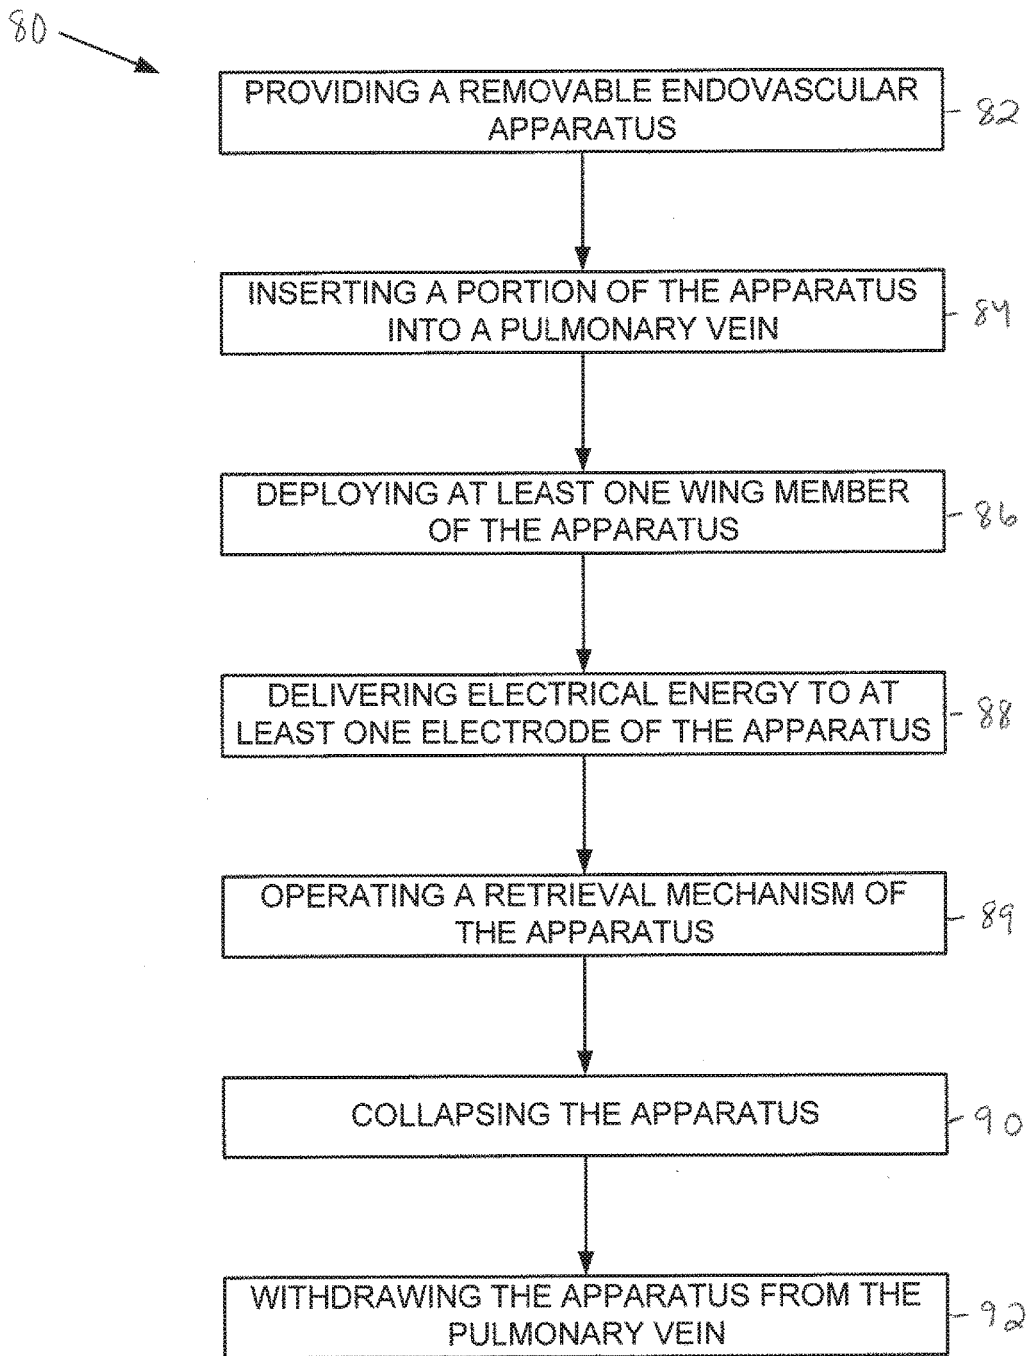 80
PROVIDING A REMOVABLE ENDOVASCULAR
APPARATUS
82
INSERTING A PORTION OF THE APPARATUS
INTO A PULMONARY VEIN
84
DEPLOYING AT LEAST ONE WING MEMBER
OF THE APPARATUS
86
DELIVERING ELECTRICAL ENERGY TO AT
LEAST ONE ELECTRODE OF THE APPARATUS
88
OPERATING A RETRIEVAL MECHANISM OF
THE APPARATUS
89
COLLAPSING THE APPARATUS
90
WITHDRAWING THE APPARATUS FROM THE
PULMONARY VEIN
92